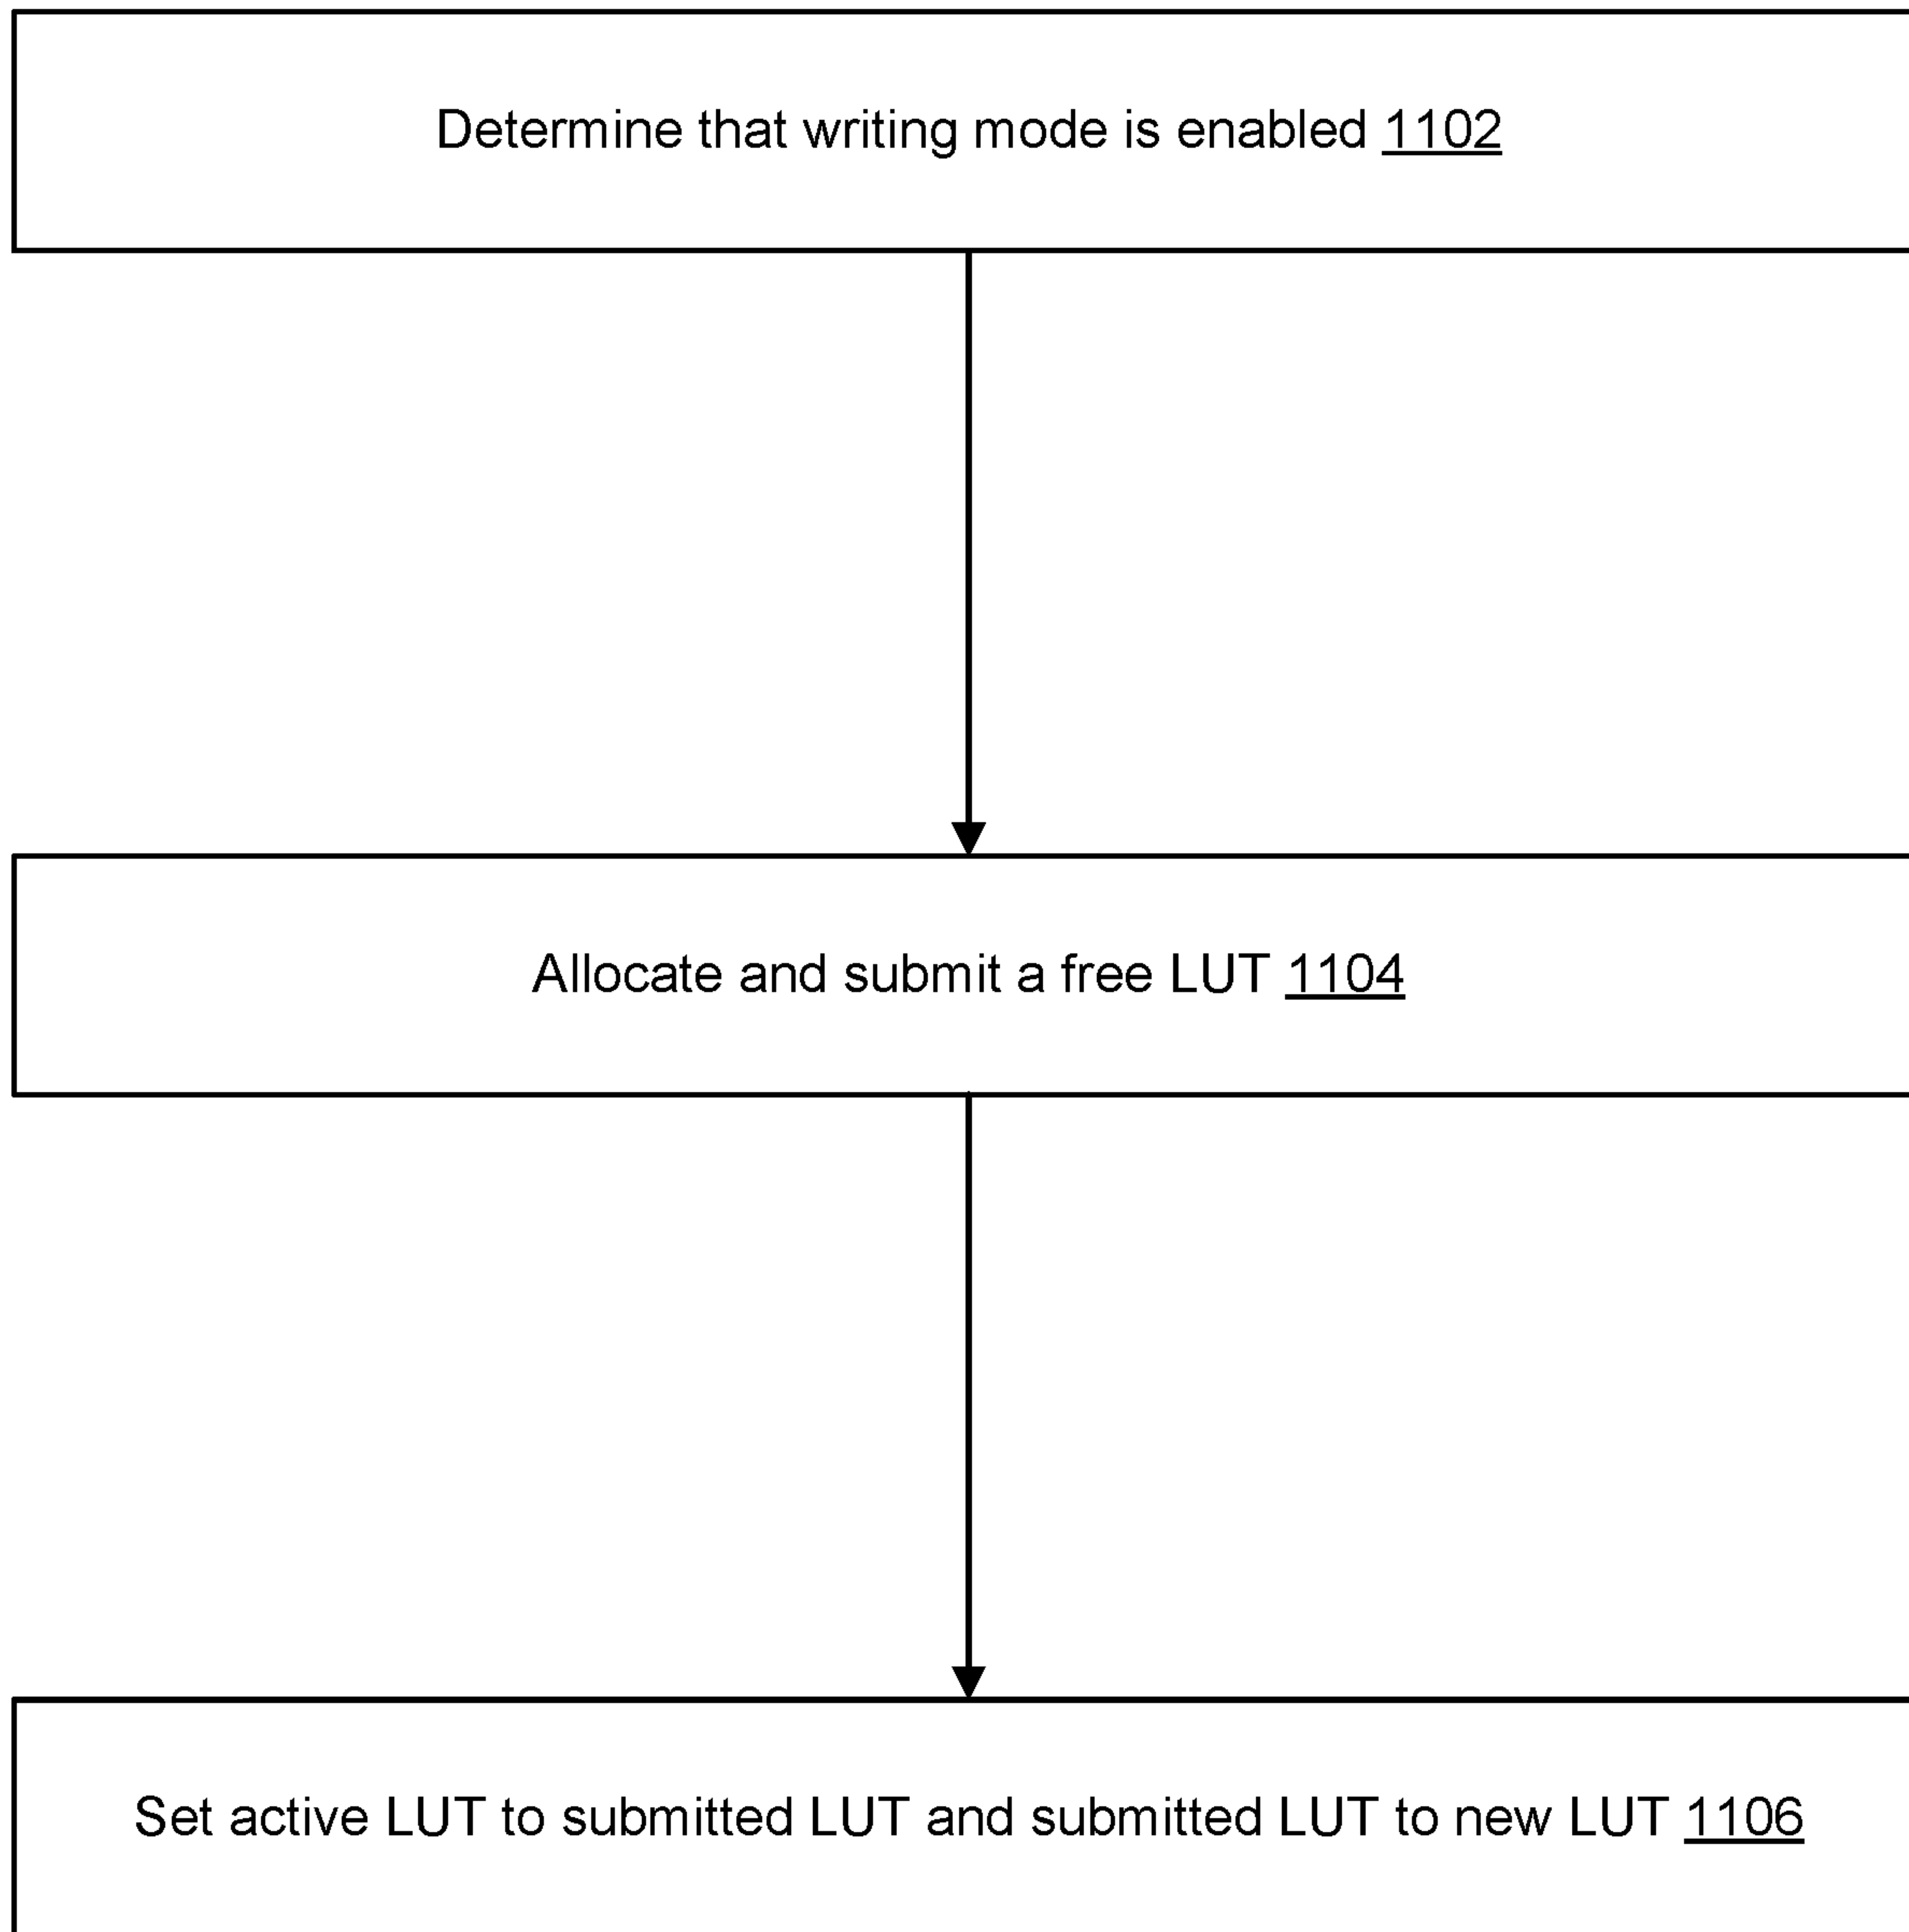 Determine that writing mode is enabled 1102
Allocate and submit a free LUT 1104
Set active LUT to submitted LUT and submitted LUT to new LUT 1106